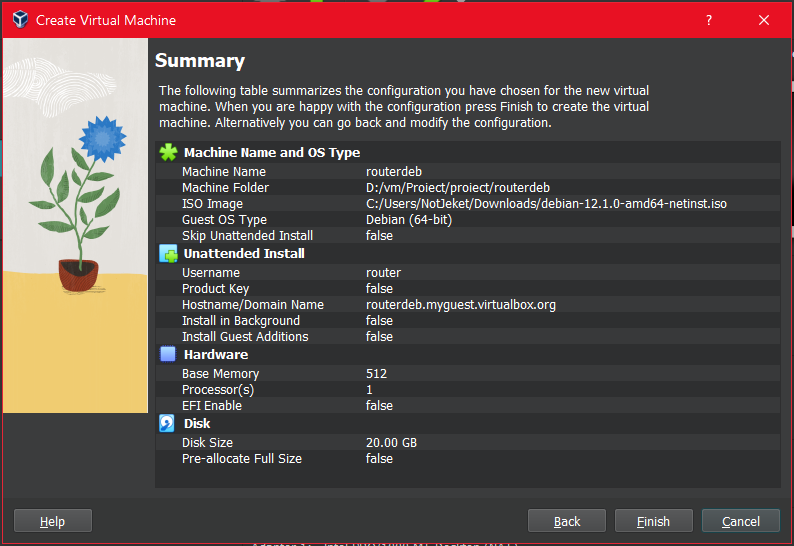 Create Virtual Machine
?
Summary
The following table summarizes the configuration you have chosen for the new virtual
machine. When you are happy with the configuration press Finish to create the virtual
machine. Alternatively you can go back and modify the configuration.
Machine Name and OS Type
Machine Name routerdeb
Machine Folder D:/vm/Proiect/proiect/routerdeb
ISO Image C:/Users/NotJeket/Downloads/debian-12.1.0-amd64-netinst.iso
Guest OS Type Debian (64-bit)
Skip Unattended Install false
Unattended Install
Username router
Product Key false
Hostname/Domain Name routerdeb.myguest.virtualbox.org
Install in Background false
Install Guest Additions false
Hardware
Base Memory 512
Processor(s) 1
EFI Enable false
Disk
Disk Size 20.00 GB
Pre-allocate Full Size false
Help Back Finish Cancel